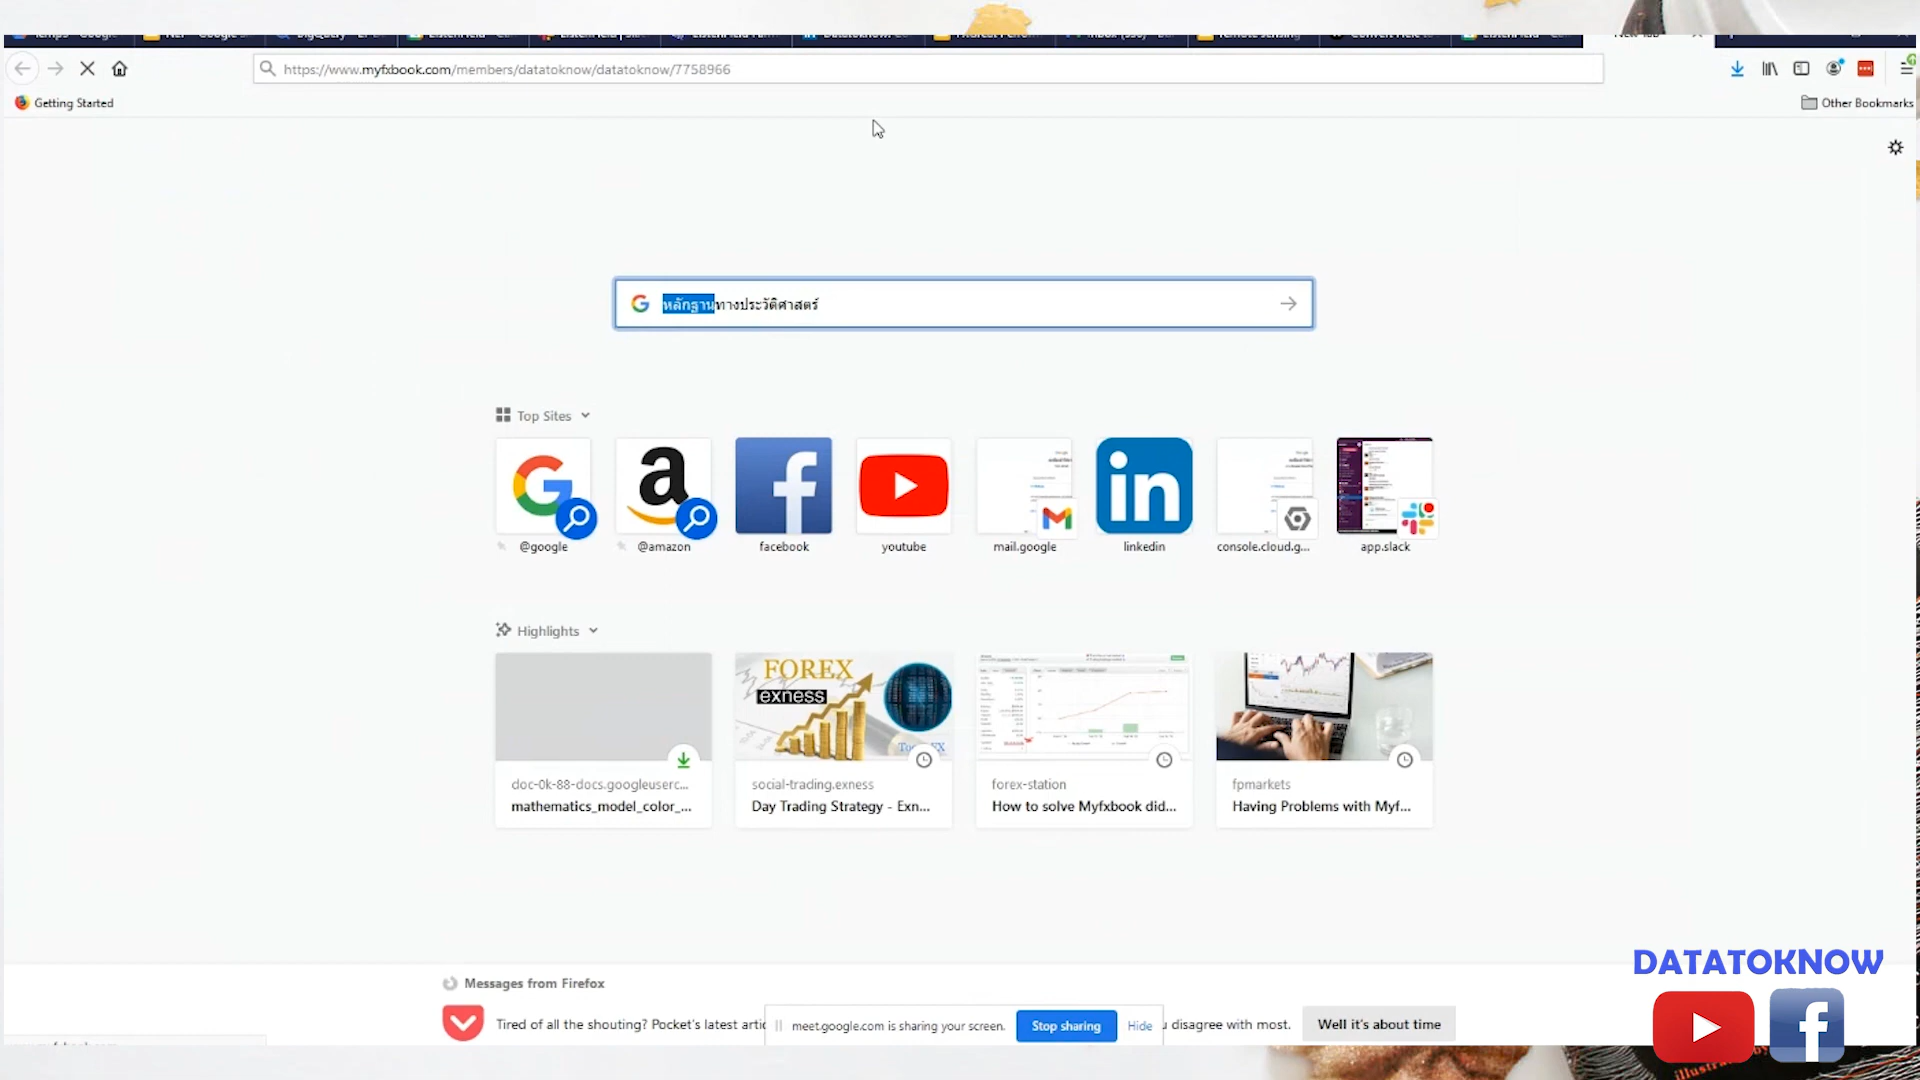 https://www.myfxbook.com/members/datatoknow/datatoknow/7758966
Getting Started
Other Bookmarks
หลักฐานทางประวัติศาสตร์
Top Sites
@google
@amazon
facebook
youtube
mail.google
linkedin
console.cloud.g...
app.slack
Highlights
FOREX
exness
doc-0k-88-docs.googleuserc...
mathematics_model_color_...
social-trading.exness
Day Trading Strategy - Exn...
forex-station
How to solve Myfxbook did...
fpmarkets
Having Problems with Myf...
DATATOKNOW
Messages from Firefox
Tired of all the shouting? Pocket's latest artic
meet.google.com is sharing your screen.
Stop sharing
Hide
u disagree with most.
Well it's about time